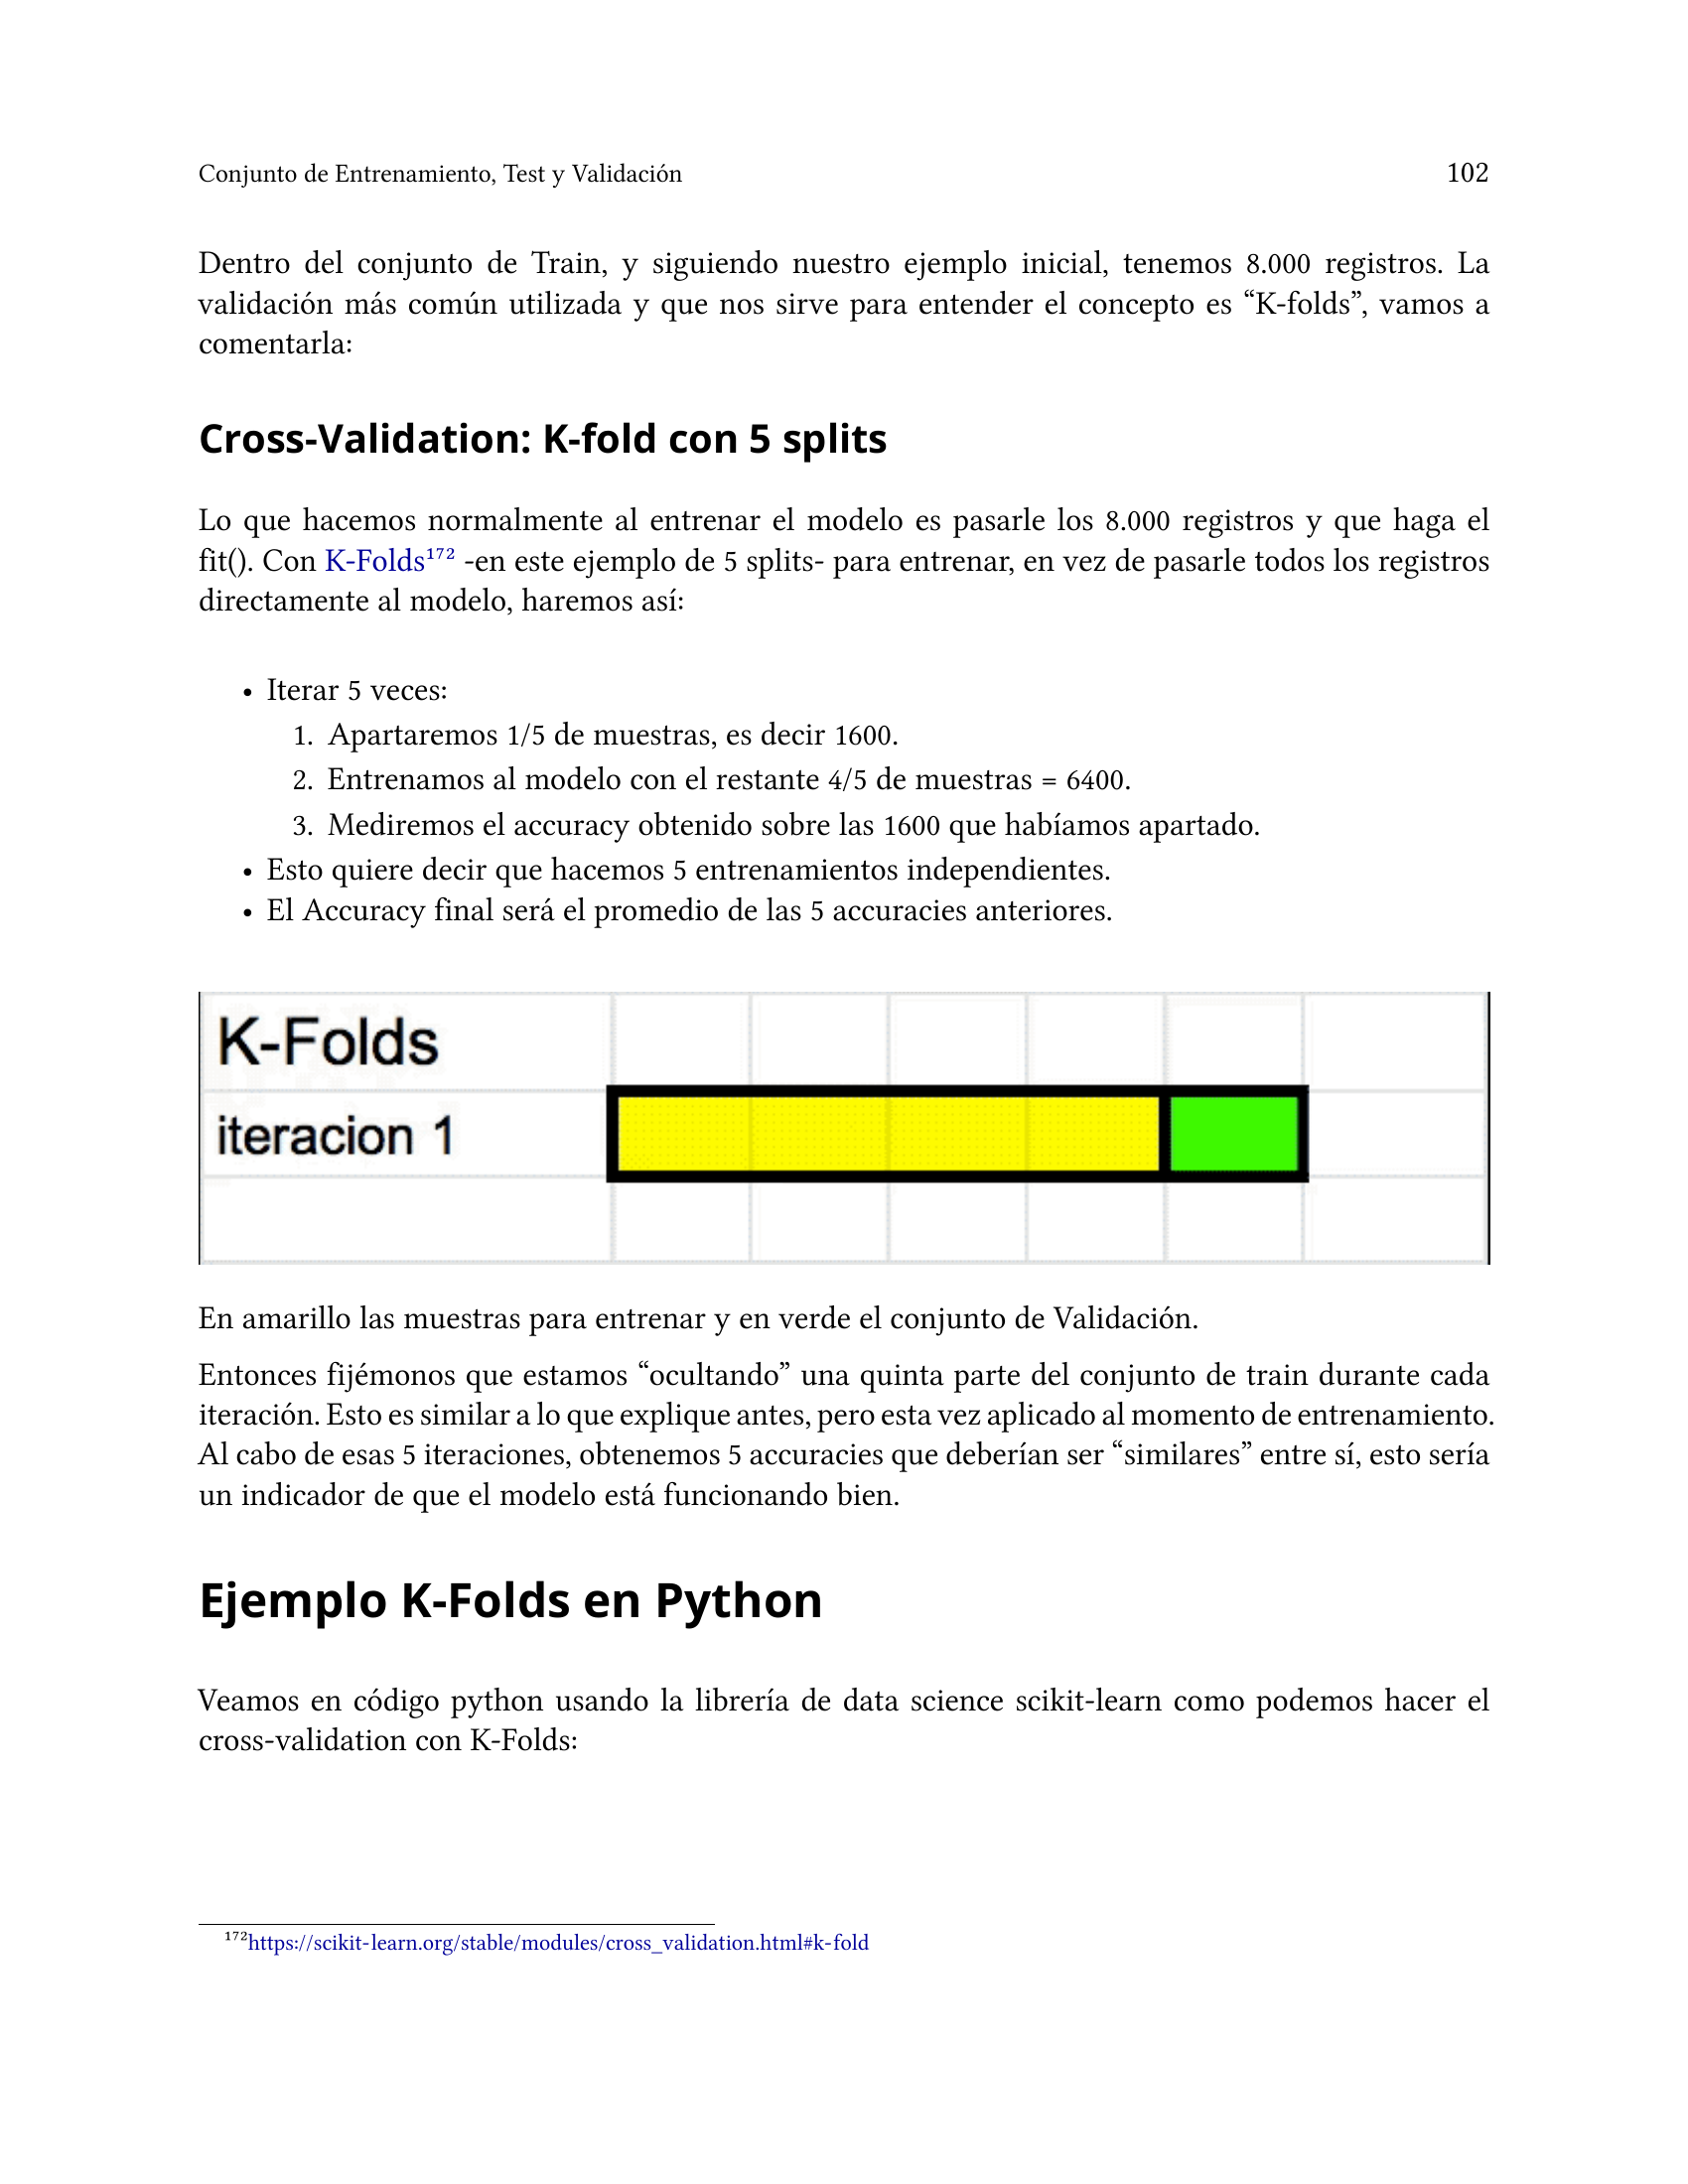 Conjunto de Entrenamiento, Test y Validación 102
Dentro del conjunto de Train, y siguiendo nuestro ejemplo inicial, tenemos 8.000 registros. La
validación más común utilizada y que nos sirve para entender el concepto es “K-folds”, vamos a
comentarla:
Cross-Validation: K-fold con 5 splits
Lo que hacemos normalmente al entrenar el modelo es pasarle los 8.000 registros y que haga el
fit(). Con K-Folds¹⁷² -en este ejemplo de 5 splits- para entrenar, en vez de pasarle todos los registros
directamente al modelo, haremos así:
• Iterar 5 veces:
1. Apartaremos 1/5 de muestras, es decir 1600.
2. Entrenamos al modelo con el restante 4/5 de muestras = 6400.
3. Mediremos el accuracy obtenido sobre las 1600 que habíamos apartado.
• Esto quiere decir que hacemos 5 entrenamientos independientes.
• El Accuracy final será el promedio de las 5 accuracies anteriores.
K-Folds
iteracion 1
En amarillo las muestras para entrenar y en verde el conjunto de Validación.
Entonces fijémonos que estamos “ocultando” una quinta parte del conjunto de train durante cada
iteración. Esto es similar a lo que explique antes, pero esta vez aplicado al momento de entrenamiento.
Al cabo de esas 5 iteraciones, obtenemos 5 accuracies que deberían ser “similares” entre sí, esto sería
un indicador de que el modelo está funcionando bien.
Ejemplo K-Folds en Python
Veamos en código python usando la librería de data science scikit-learn como podemos hacer el
cross-validation con K-Folds:
¹⁷²https://scikit-learn.org/stable/modules/cross_validation.html#k-fold